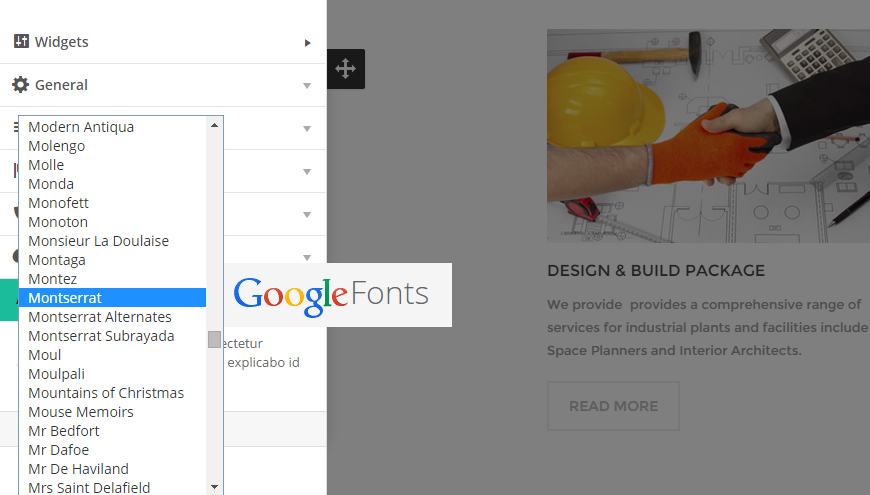 Widgets
General
Modern Antiqua
Molengo
Molle
Monda
Monofett
Monoton
Monsieur La Doulaise
Montaga
Montez
Montserrat
Montserrat Alternates
Montserrat Subrayada
Moul
Moulpali
Mountains of Christmas
Mouse Memoirs
Mr Bedfort
Mr Dafoe
Mr De Haviland
Mrs Saint Delafield
Google Fonts
explicabo id
DESIGN & BUILD PACKAGE
We provide provides a comprehensive range of
services for industrial plants and facilities include
Space Planners and Interior Architects.
READ MORE